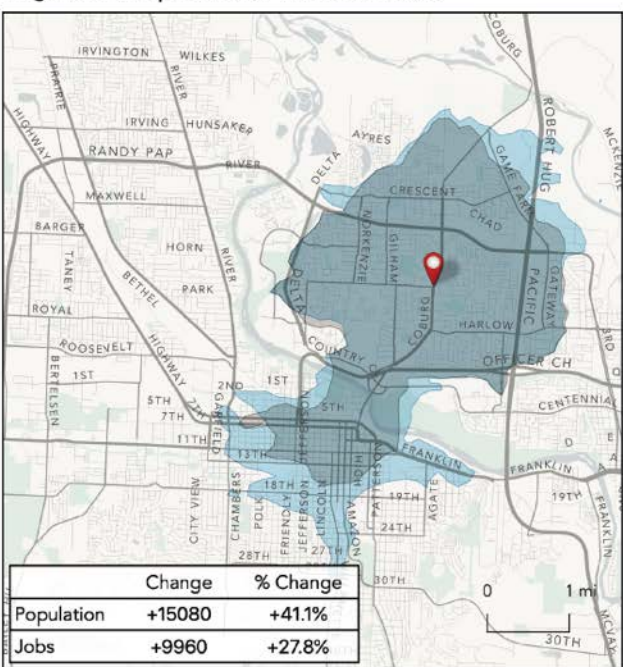 COBURG
IRVINGTON
WILKES
PRAIRIE
RIVER
HIGHWAY
ROBERT HUG
IRVING
HUNSAKER
AYRES
MCKENZIE
RANDY PAP
RIVER
DELTA
GAME FARM
CRESCENT
MAXWELL
CHAD
BARGER
NORKENZIE
GILHAM
HORN
RIVER
TANEY
BETHEL
PARK
DELTA
PACIFIC
GATEWAY
ROYAL
COBURG
HARLOW
3RD
ROOSEVELT
HIGHWAY
COUNTRY C
OFFICER CH
1ST
BERTELSEN
2ND
1ST
5TH
7TH
7TH
5TH
CENTENNIAL
GARFIELD
JEFFERSON
11TH
13TH
HIGH
PATTERSON
FRANKLIN
FRANKLIN
18TH
19TH
AGATE
19TH
CITY VIEW
CHAMBERS
POLK
FRIENDLY
JEFFERSON
LINCOLN
AMAZON
24TH
FRANKLIN
28TH
27TH
30TH
MCVAY
30TH
Change % Change
Population +15080 +41.1%
Jobs +9960 +27.8%
0 1 mi